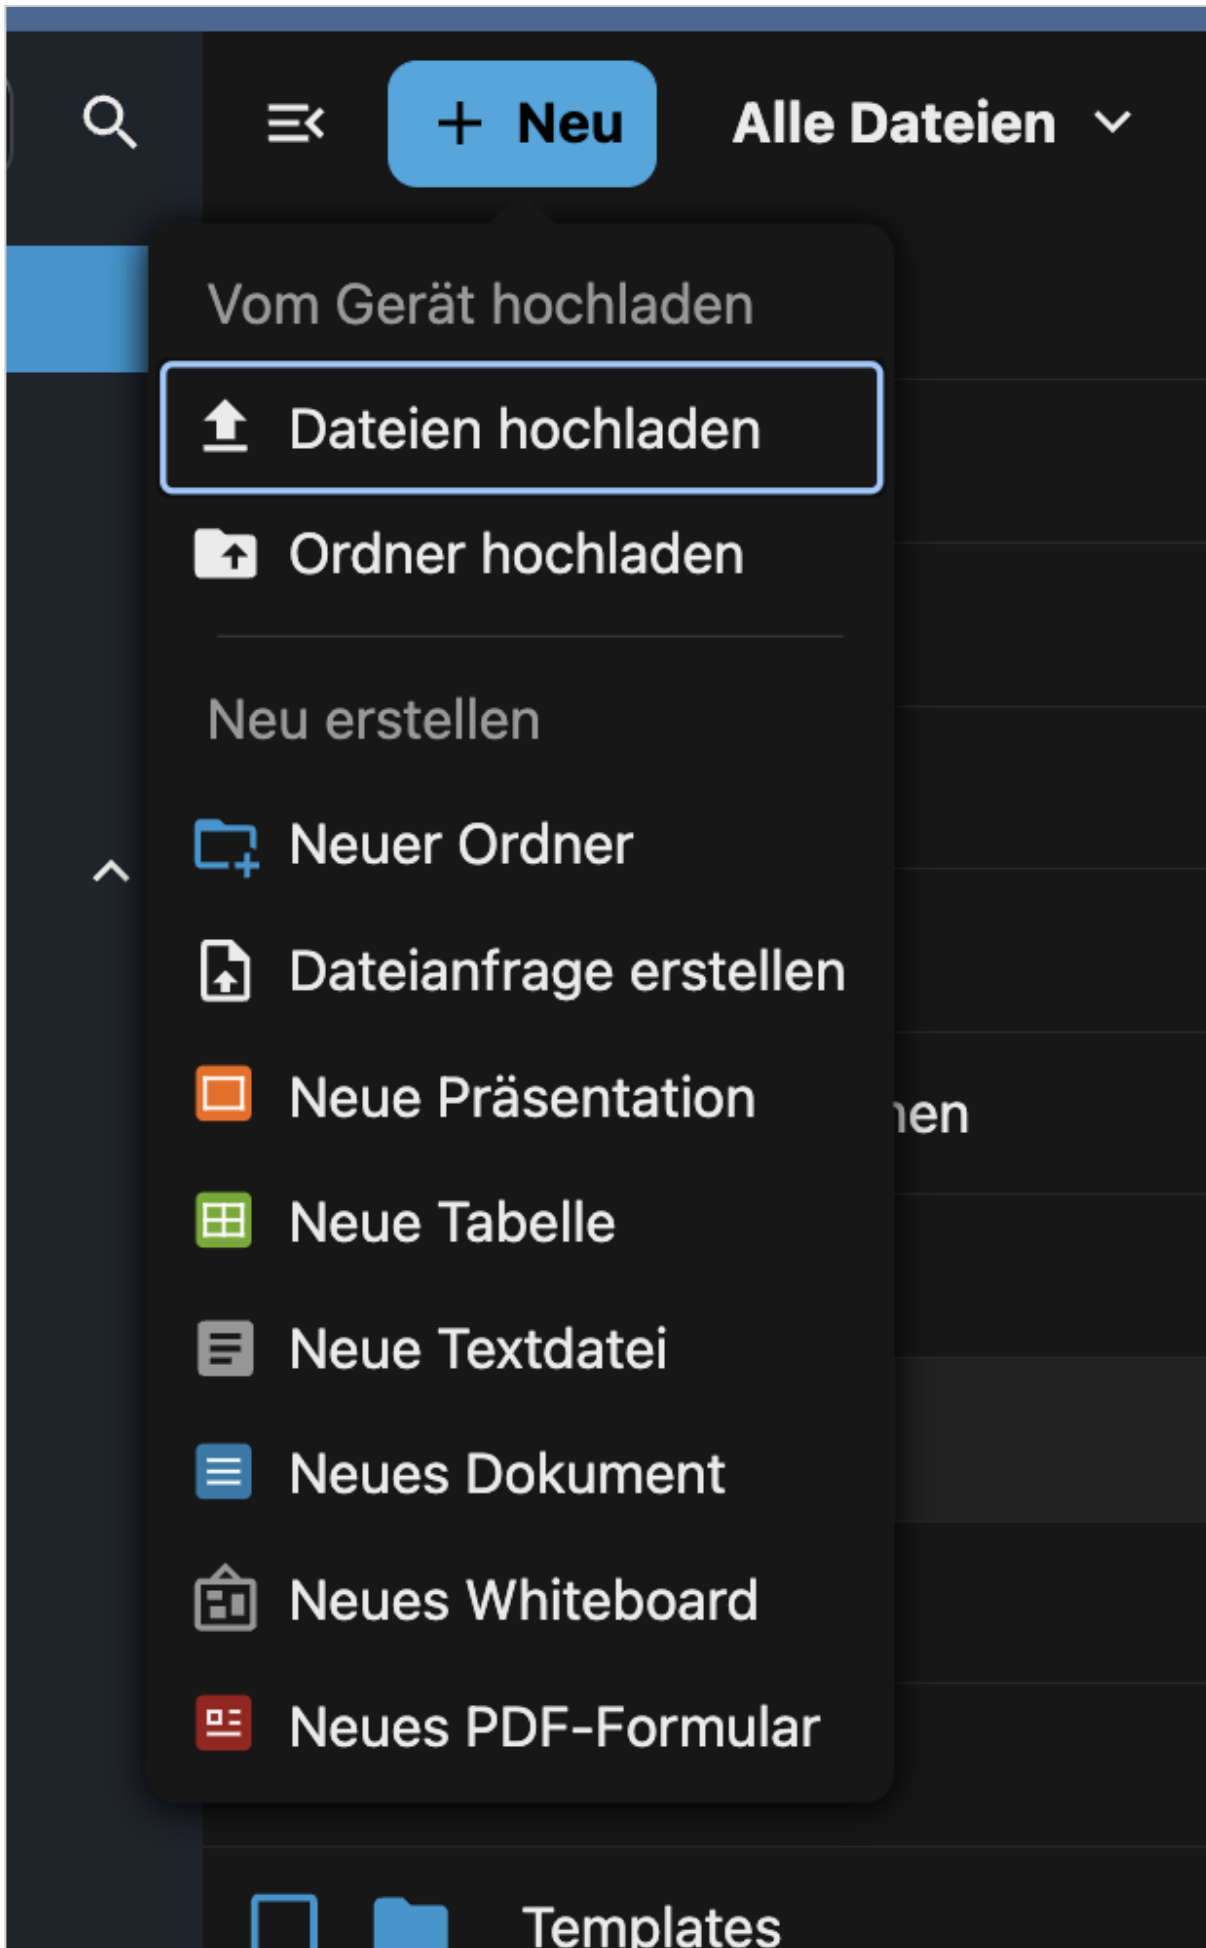 Neu
Alle Dateien
Vom Gerät hochladen
Dateien hochladen
Ordner hochladen
Neu erstellen
Neuer Ordner
Dateianfrage erstellen
Neue Präsentation
Neue Tabelle
Neue Textdatei
Neues Dokument
Neues Whiteboard
Neues PDF-Formular
Templates